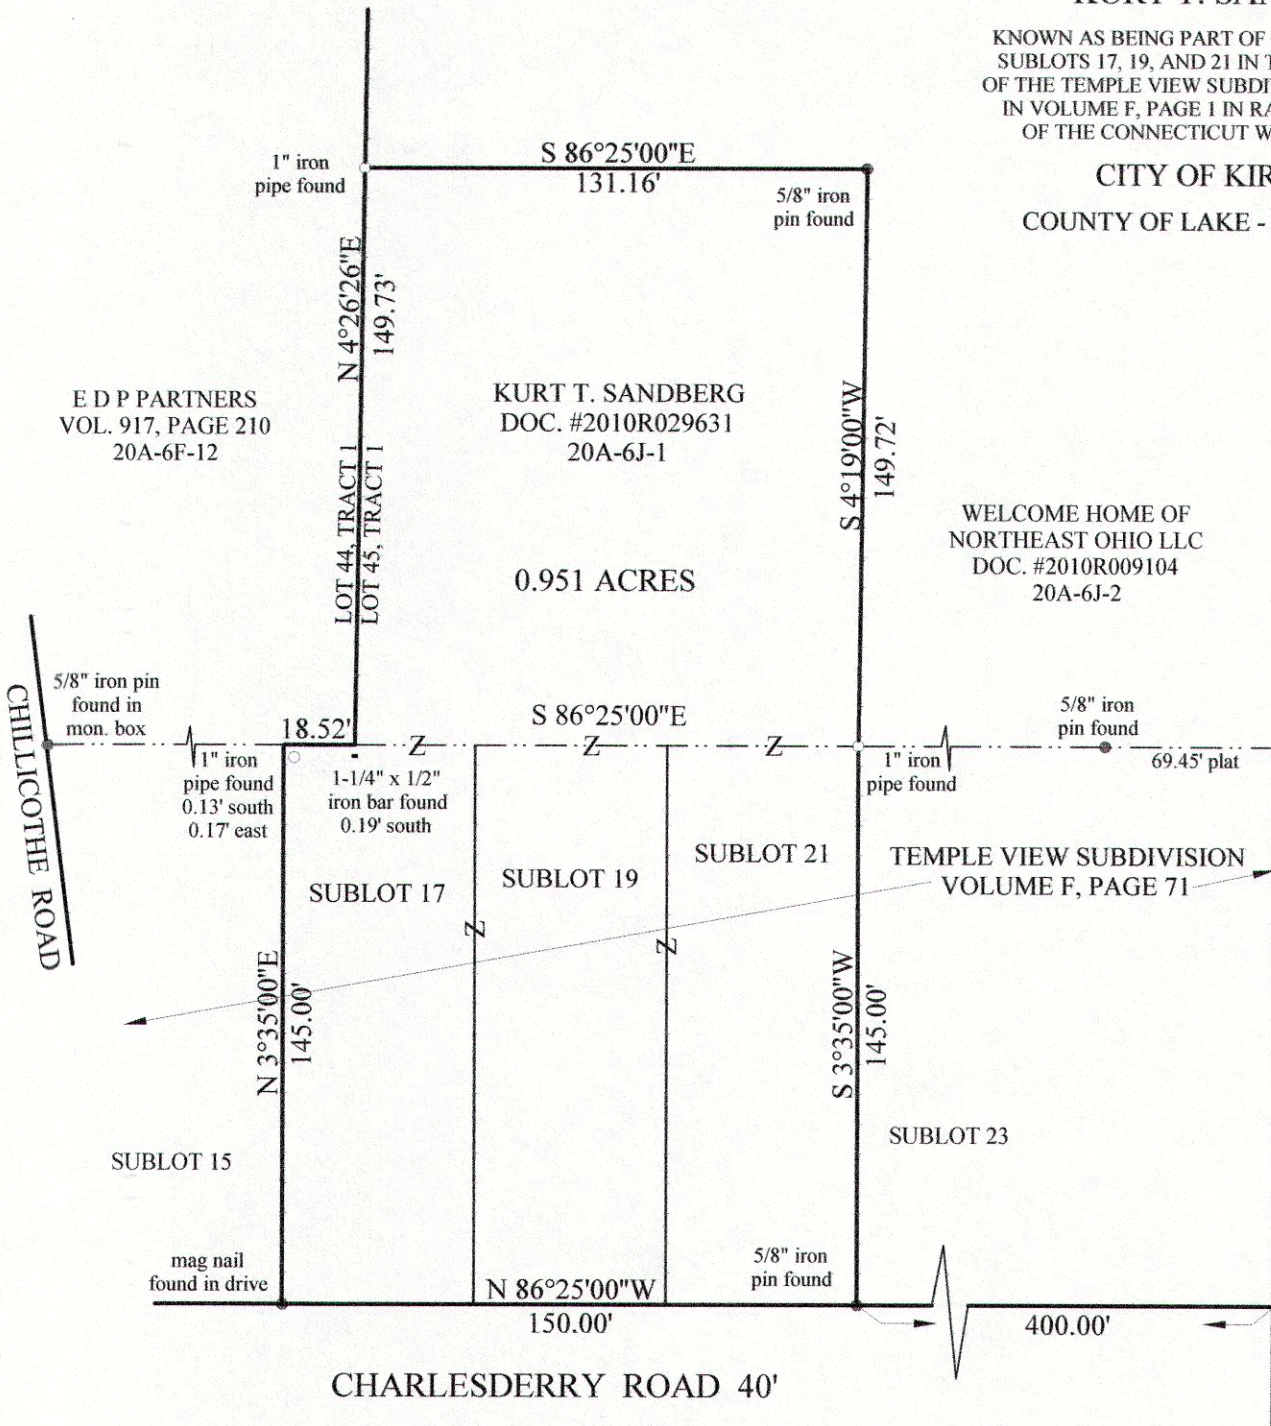 KNOWN AS BEING PART OF
SUBLOTS 17, 19, AND 21 IN
OF THE TEMPLE VIEW
IN VOLUME F, PAGE 1 IN
OF THE CONNECTICUT
CITY OF
COUNTY OF LAKE -
1" iron
pipe found
S 86°25'00"E
131.16'
5/8" iron
pin found
N 4°26'26"E
149.73'
E D P PARTNERS
VOL. 917, PAGE 210
20A-6F-12
KURT T. SANDBERG
DOC. #2010R029631
20A-6J-1
S 4°19'00"W
149.72'
LOT 44, TRACT 1
LOT 45, TRACT 1
WELCOME HOME OF
NORTHEAST OHIO LLC
DOC. #2010R009104
20A-6J-2
0.951 ACRES
CHILLICOTHE ROAD
5/8" iron pin
found in
mon. box
18.52'
S 86°25'00"E
5/8" iron
pin found
Z
Z
Z
1" iron
pipe found
0.13' south
0.17' east
1-1/4" x 1/2"
iron bar found
0.19' south
1" iron
pipe found
69.45' plat
SUBLOT 17
SUBLOT 19
SUBLOT 21
TEMPLE VIEW SUBDIVISION
VOLUME F, PAGE 71
Z
Z
N 3°35'00"E
145.00'
S 3°35'00"W
145.00'
SUBLOT 15
SUBLOT 23
mag nail
found in drive
N 86°25'00"W
150.00'
5/8" iron
pin found
400.00'
CHARLESDERRY ROAD 40'